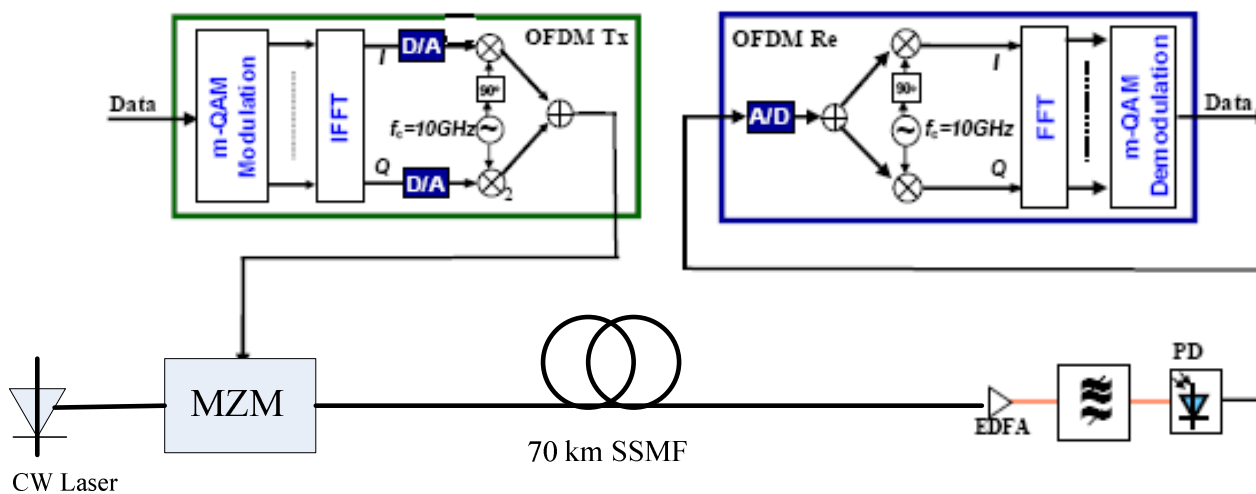 OFDM Tx
Data
m-QAM Modulation
IFFT
I
D/A
90°
fc=10GHz
Q
D/A
2
OFDM Re
A/D
90°
fc=10GHz
I
Q
FFT
m-QAM Demodulation
Data
MZM
CW Laser
70 km SSMF
EDFA
PD